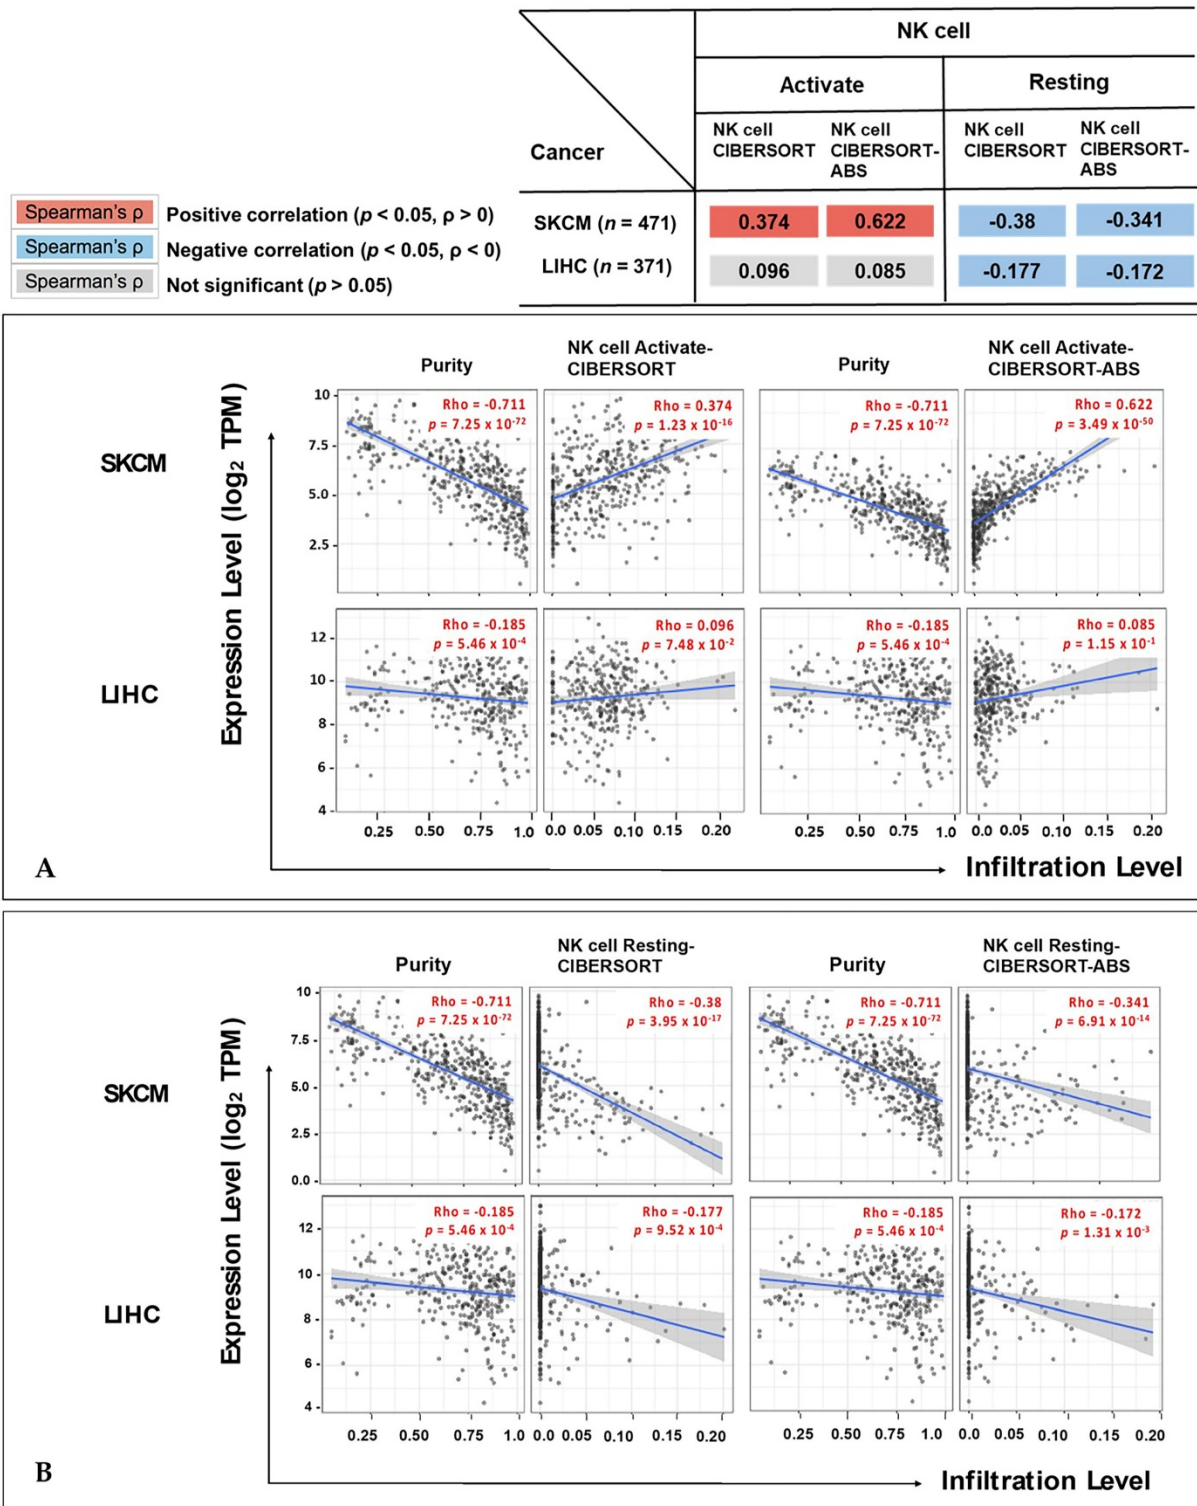 NK cell
Activate Resting
Cancer
NK cell CIBERSORT
NK cell CIBERSORT-ABS
NK cell CIBERSORT
NK cell CIBERSORT-ABS
SKCM (n = 471) 0.374 0.622 -0.38 -0.341
LIHC (n = 371) 0.096 0.085 -0.177 -0.172
Spearman's ρ Positive correlation (p < 0.05, ρ > 0)
Spearman's ρ Negative correlation (p < 0.05, ρ < 0)
Spearman's ρ Not significant (p > 0.05)
Purity
NK cell Activate-
CIBERSORT
Purity
NK cell Activate-
CIBERSORT-ABS
Expression Level (log₂ TPM)
SKCM
10
7.5
5.0
2.5
Rho = -0.711
p = 7.25 x 10⁻⁷²
Rho = 0.374
p = 1.23 x 10⁻¹⁶
Rho = -0.711
p = 7.25 x 10⁻⁷²
Rho = 0.622
p = 3.49 x 10⁻⁵⁰
LIHC
12
10
8
6
4
Rho = -0.185
p = 5.46 x 10⁻⁴
Rho = 0.096
p = 7.48 x 10⁻²
Rho = -0.185
p = 5.46 x 10⁻⁴
Rho = 0.085
p = 1.15 x 10⁻¹
0.25 0.50 0.75 1.0 0.0 0.05 0.10 0.20 0.25 0.50 0.75 1.0 0.0 0.05 0.10 0.15 0.20
Infiltration Level
A
Purity
NK cell Resting-
CIBERSORT
Purity
NK cell Resting-
CIBERSORT-ABS
Expression Level (log₂ TPM)
SKCM
10
7.5
5.0
2.5
0.0
Rho = -0.711
p = 7.25 x 10⁻⁷²
Rho = -0.38
p = 3.95 x 10⁻¹⁷
Rho = -0.711
p = 7.25 x 10⁻⁷²
Rho = -0.341
p = 6.91 x 10⁻¹⁴
LIHC
12
10
8
6
4
Rho = -0.185
p = 5.46 x 10⁻⁴
Rho = -0.177
p = 9.52 x 10⁻⁴
Rho = -0.185
p = 5.46 x 10⁻⁴
Rho = -0.172
p = 1.31 x 10⁻³
0.25 0.50 0.75 1.0 0.0 0.05 0.10 0.20 0.25 0.50 0.75 1.0 0.0 0.05 0.10 0.15 0.20
Infiltration Level
B